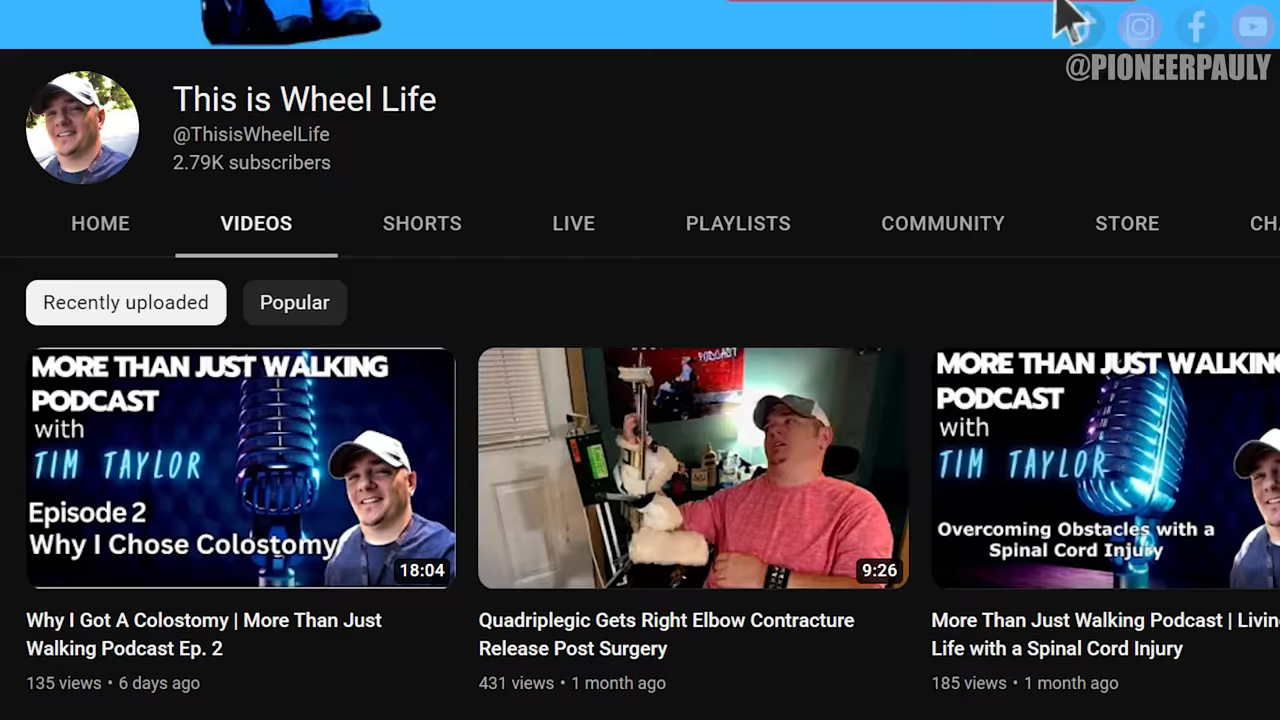 @PIONEERPAULY
This is Wheel Life
@ThisisWheelLife
2.79K subscribers
HOME
VIDEOS
SHORTS
LIVE
PLAYLISTS
COMMUNITY
STORE
CH
Recently uploaded
Popular
MORE THAN JUST WALKING
PODCAST
with
TIM TAYLOR
Episode 2
Why I Chose Colostomy
18:04
PODCAST
9:26
MORE THAN JUST WALKING
PODCAST
with
TIM TAYLOR
Overcoming Obstacles with a
Spinal Cord Injury
Why I Got A Colostomy | More Than Just
Walking Podcast Ep. 2
135 views • 6 days ago
Quadriplegic Gets Right Elbow Contracture
Release Post Surgery
431 views • 1 month ago
More Than Just Walking Podcast | Livin
Life with a Spinal Cord Injury
185 views • 1 month ago